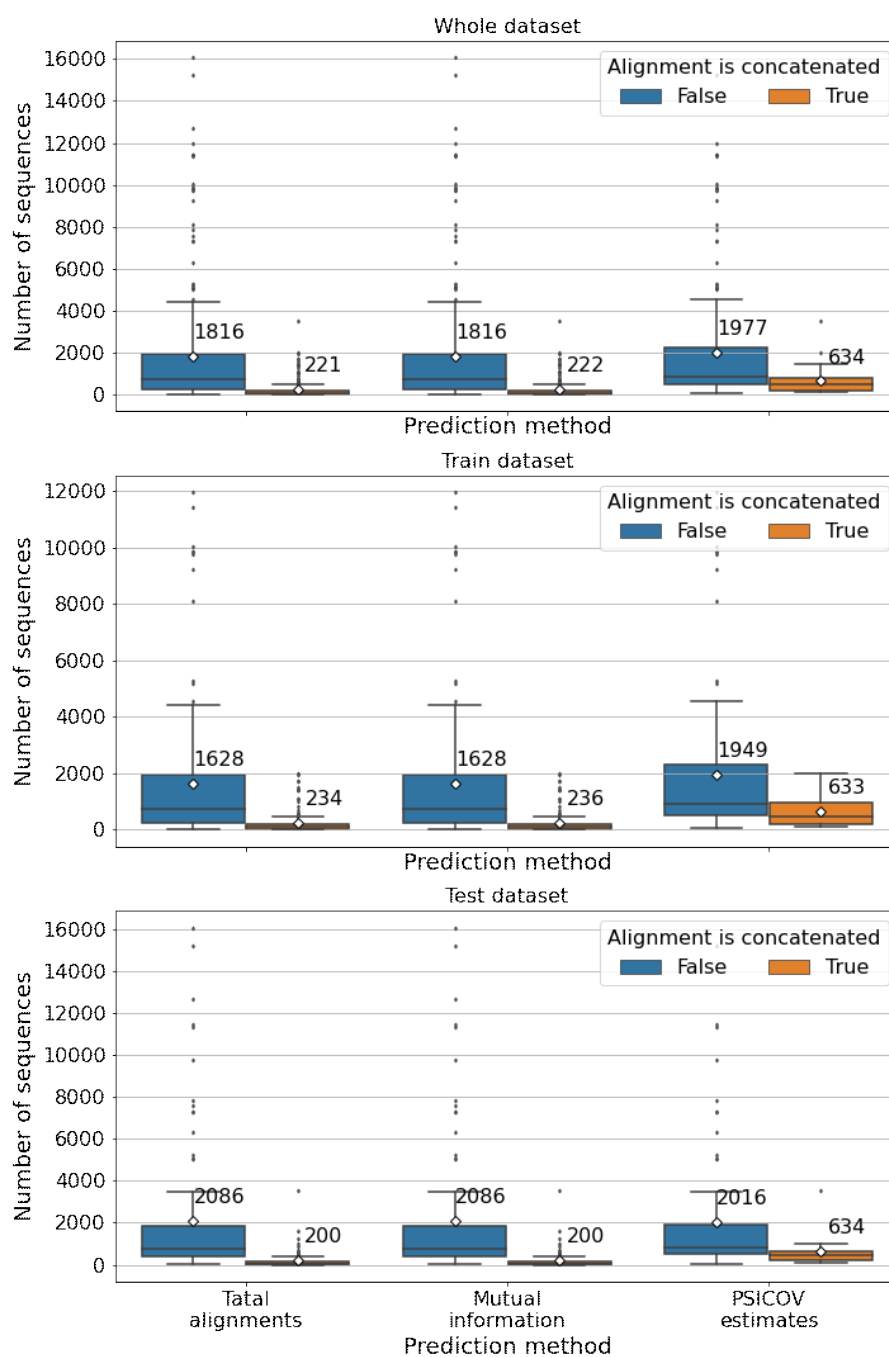 Whole dataset
Number of sequences
16000
14000
12000
10000
8000
6000
4000
2000
0
Alignment is concatenated
False True
1816 221 1816 222 1977 634
Prediction method
Train dataset
Number of sequences
12000
10000
8000
6000
4000
2000
0
Alignment is concatenated
False True
1628 234 1628 236 1949 633
Prediction method
Test dataset
Number of sequences
16000
14000
12000
10000
8000
6000
4000
2000
0
Alignment is concatenated
False True
2086 200 2086 200 2016 634
Tatal Mutual PSICOV
alignments information estimates
Prediction method